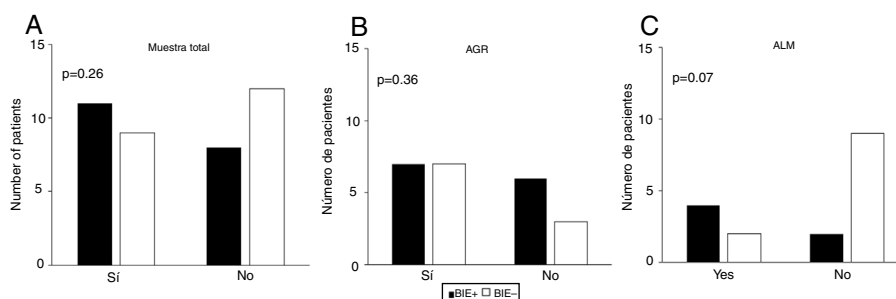 A
Muestra total
p=0.26
Number of patients
15
10
5
0
Sí
No
B
AGR
p=0.36
Número de pacientes
15
10
5
0
Sí
No
C
ALM
p=0.07
Número de pacientes
15
10
5
0
Yes
No
BIE+ BIE–